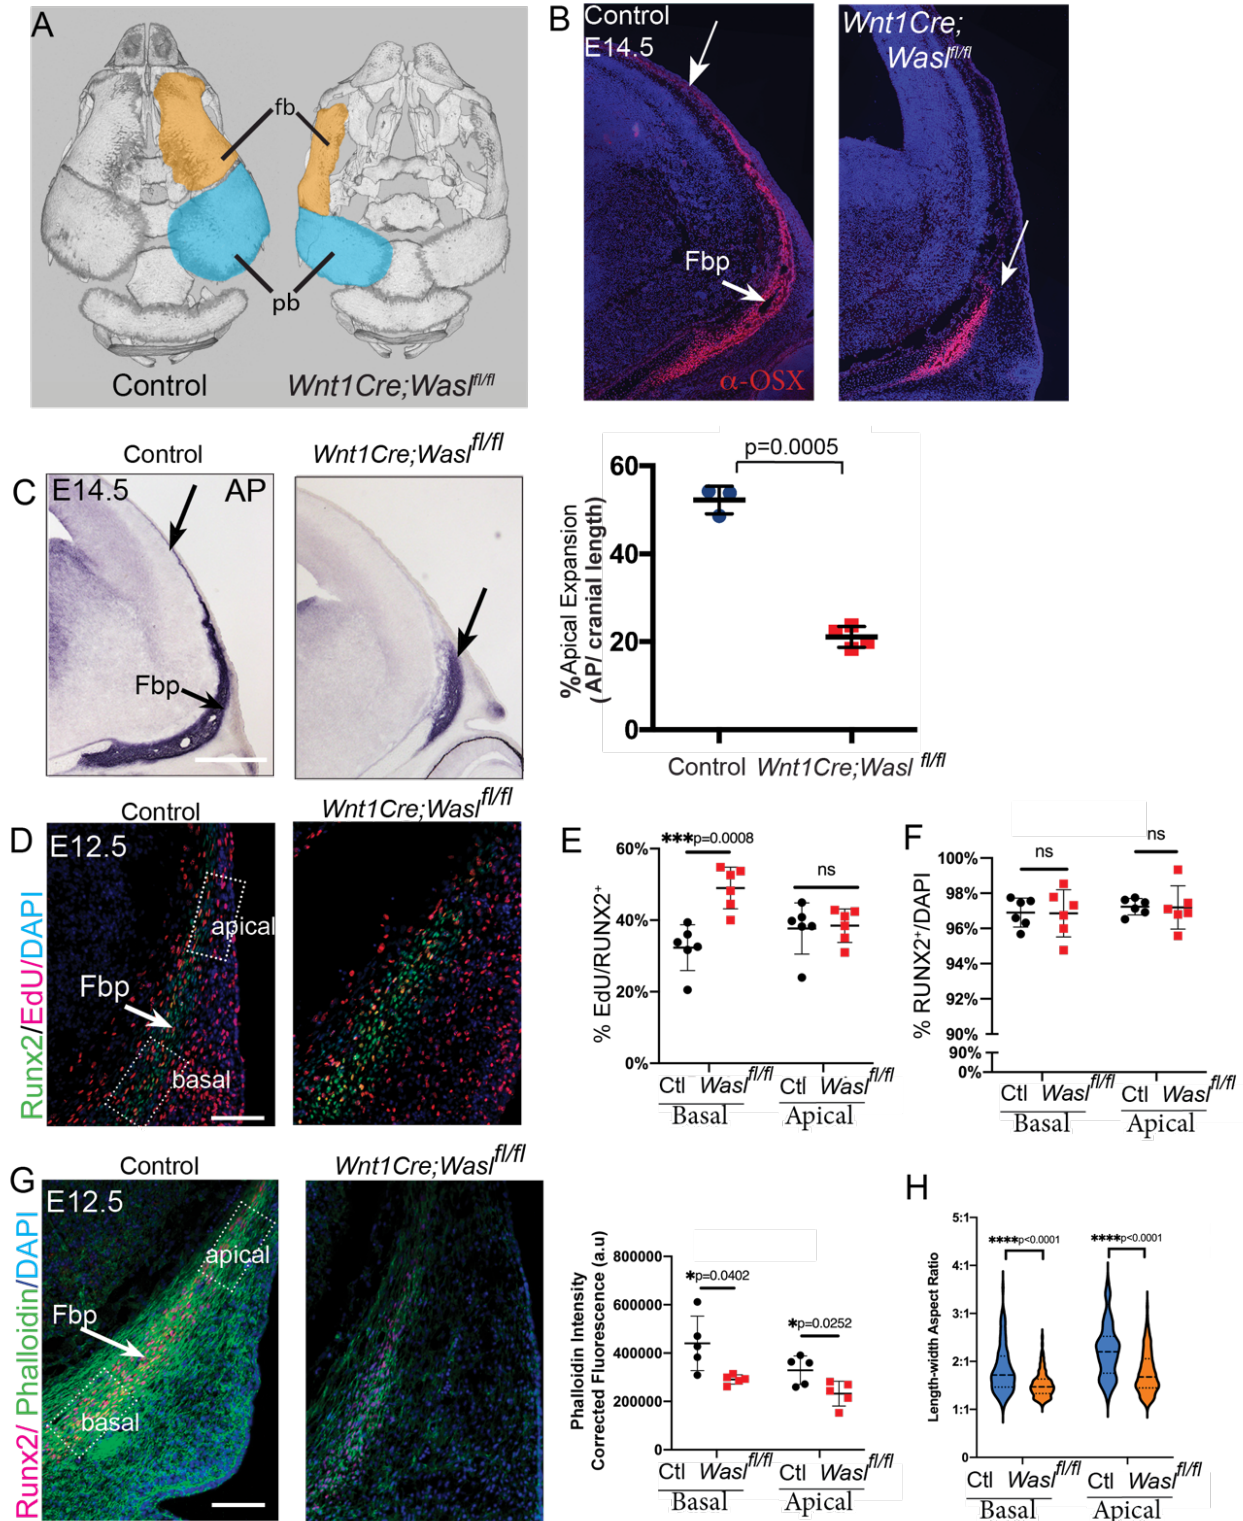 A
fb
pb
Control
Wnt1Cre;Wasl^fl/fl
B
Control
E14.5
Fbp
α-OSX
Wnt1Cre;
Wasl^fl/fl
C
Control
E14.5
AP
Fbp
Wnt1Cre;Wasl^fl/fl
p=0.0005
%Apical Expansion
( AP/ cranial length)
60
40
20
0
Control
Wnt1Cre;Wasl^fl/fl
D
Control
Wnt1Cre;Wasl^fl/fl
E12.5
Runx2/EdU/DAPI
apical
Fbp
basal
E
***p=0.0008
ns
% EdU/RUNX2+
60%
40%
20%
0%
Ctl Wasl^fl/fl
Ctl Wasl^fl/fl
Basal
Apical
F
ns
ns
% RUNX2+/DAPI
100%
98%
96%
94%
92%
90%
90%
0%
Ctl Wasl^fl/fl
Ctl Wasl^fl/fl
Basal
Apical
G
Control
Wnt1Cre;Wasl^fl/fl
E12.5
Runx2/ Phalloidin/DAPI
apical
Fbp
basal
Phalloidin Intensity
Corrected Fluorescence (a.u)
800000
600000
400000
200000
0
*p=0.0402
*p=0.0252
Ctl Wasl^fl/fl
Ctl Wasl^fl/fl
Basal
Apical
H
Length-width Aspect Ratio
5:1
4:1
3:1
2:1
1:1
0
****p<0.0001
****p<0.0001
Ctl Wasl^fl/fl
Ctl Wasl^fl/fl
Basal
Apical